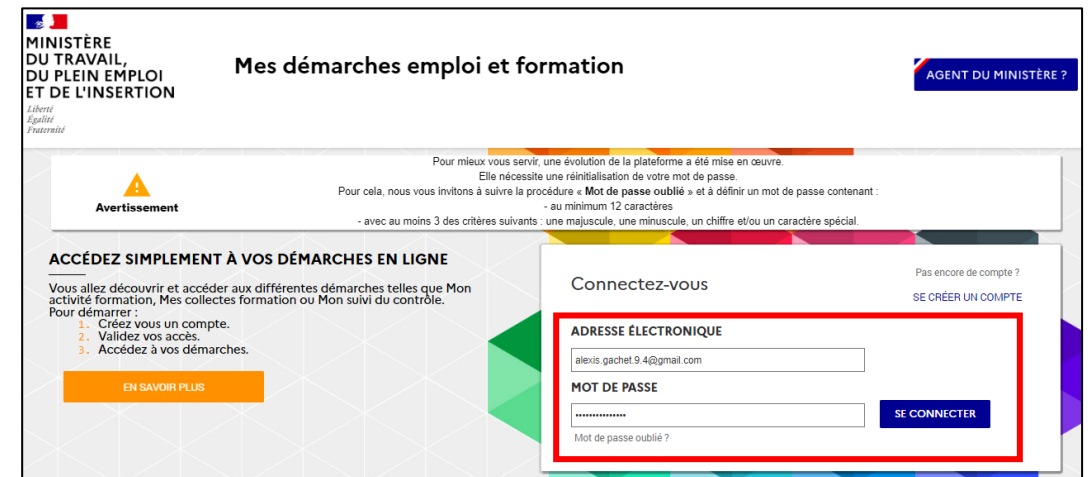 MINISTÈRE
DU TRAVAIL,
DU PLEIN EMPLOI
ET DE L'INSERTION
Liberté
Égalité
Fraternité
Mes démarches emploi et formation
AGENT DU MINISTÈRE ?
Avertissement
Pour mieux vous servir, une évolution de la plateforme a été mise en œuvre.
Elle nécessite une réinitialisation de votre mot de passe.
Pour cela, nous vous invitons à suivre la procédure « Mot de passe oublié » et à définir un mot de passe contenant :
- au minimum 12 caractères
- avec au moins 3 des critères suivants : une majuscule, une minuscule, un chiffre et/ou un caractère spécial.
ACCÉDEZ SIMPLEMENT À VOS DÉMARCHES EN LIGNE
Vous allez découvrir et accéder aux différentes démarches telles que Mon
activité formation, Mes collectes formation ou Mon suivi du contrôle.
Pour démarrer :
1. Créez vous un compte.
2. Validez vos accès.
3. Accédez à vos démarches.
EN SAVOIR PLUS
Connectez-vous
Pas encore de compte ?
SE CRÉER UN COMPTE
ADRESSE ÉLECTRONIQUE
alexis.gachet.9.4@gmail.com
MOT DE PASSE
SE CONNECTER
Mot de passe oublié ?